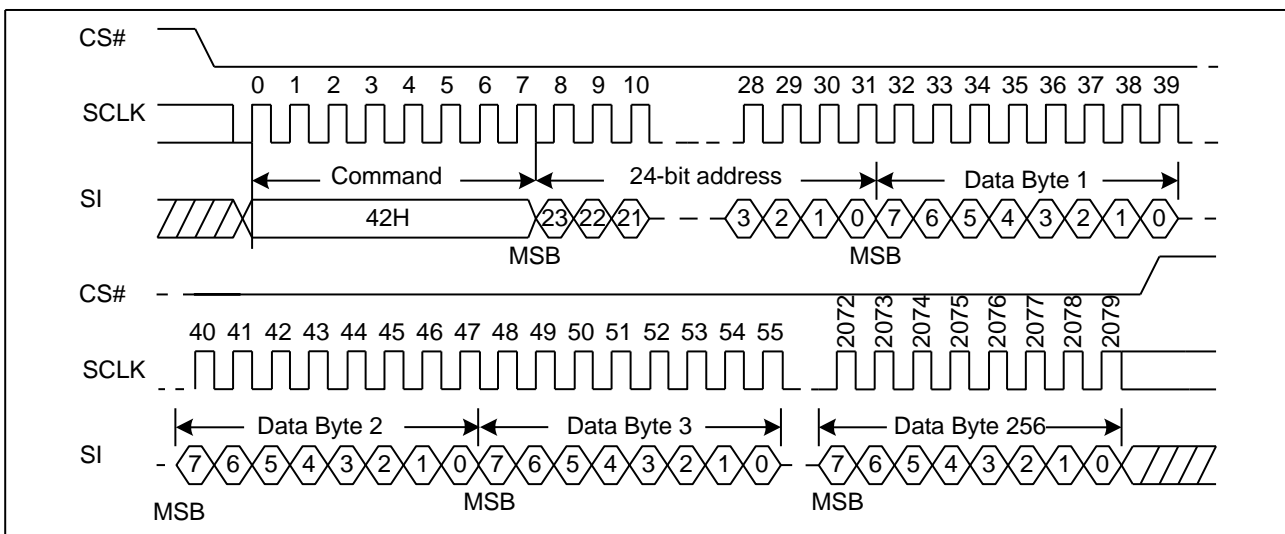 CS#
0 1 2 3 4 5 6 7 8 9 10 28 29 30 31 32 33 34 35 36 37 38 39
SCLK
Command 24-bit address Data Byte 1
SI
42H 23 22 21 3 2 1 0 7 6 5 4 3 2 1 0
MSB MSB
CS#
40 41 42 43 44 45 46 47 48 49 50 51 52 53 54 55 2072 2073 2074 2075 2076 2077 2078 2079
SCLK
Data Byte 2 Data Byte 3 Data Byte 256
SI
7 6 5 4 3 2 1 0 7 6 5 4 3 2 1 0 7 6 5 4 3 2 1 0
MSB MSB MSB